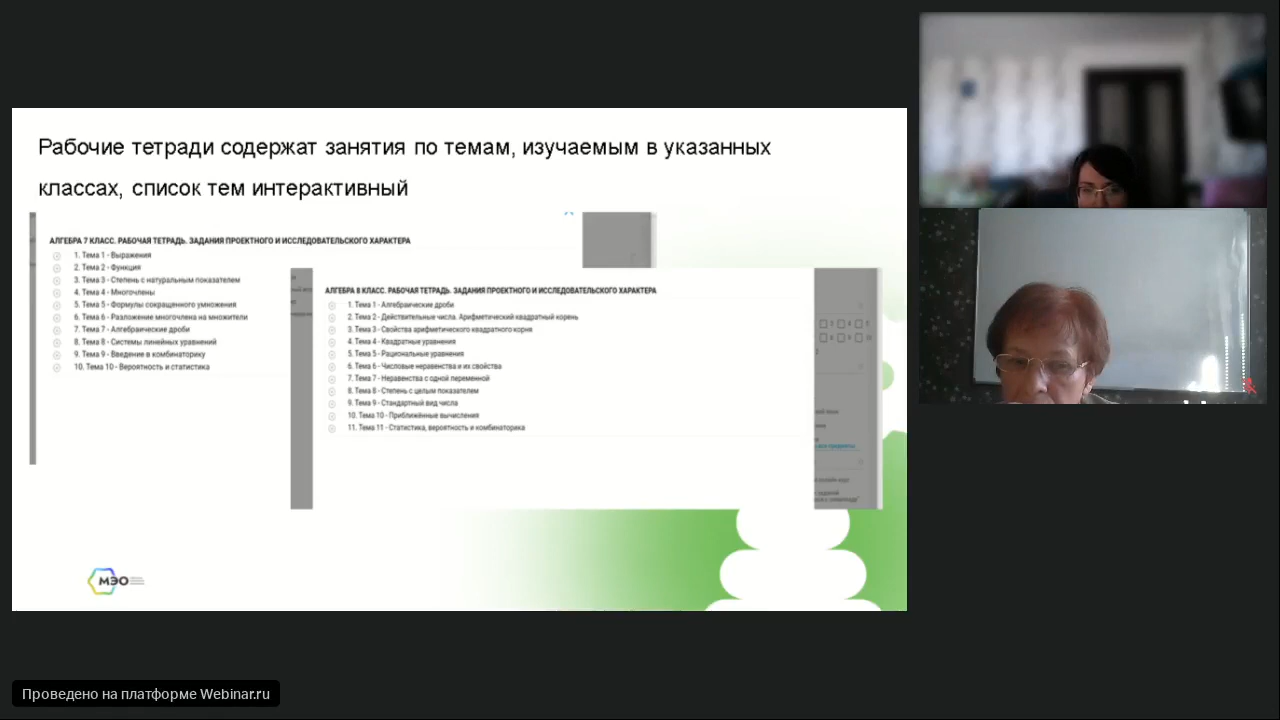 Рабочие тетради содержат занятия по темам, изучаемым в указанных
классах, список тем интерактивный
АЛГЕБРА 7 КЛАСС. РАБОЧАЯ ТЕТРАДЬ. ЗАДАНИЯ ПРОЕКТНОГО И ИССЛЕДОВАТЕЛЬСКОГО ХАРАКТЕРА
1. Тема 1 - Выражения
2. Тема 2 - Функция
3. Тема 3 - Степень с натуральным показателем
4. Тема 4 - Многочлены
5. Тема 5 - Формулы сокращенного умножения
6. Тема 6 - Разложение многочлена на множители
7. Тема 7 - Алгебраические дроби
8. Тема 8 - Системы линейных уравнений
9. Тема 9 - Введение в комбинаторику
10. Тема 10 - Вероятность и статистика
АЛГЕБРА 8 КЛАСС. РАБОЧАЯ ТЕТРАДЬ. ЗАДАНИЯ ПРОЕКТНОГО И ИССЛЕДОВАТЕЛЬСКОГО ХАРАКТЕРА
1. Тема 1 - Алгебраические дроби
2. Тема 2 - Действительные числа. Арифметический квадратный корень
3. Тема 3 - Свойства арифметического квадратного корня
4. Тема 4 - Квадратные уравнения
5. Тема 5 - Рациональные уравнения
6. Тема 6 - Числовые неравенства и их свойства
7. Тема 7 - Неравенства с одной переменной
8. Тема 8 - Степень с целым показателем
9. Тема 9 - Стандартный вид числа
10. Тема 10 - Приближённые вычисления
11. Тема 11 - Статистика, вероятность и комбинаторика
МЭО
Проведено на платформе Webinar.ru